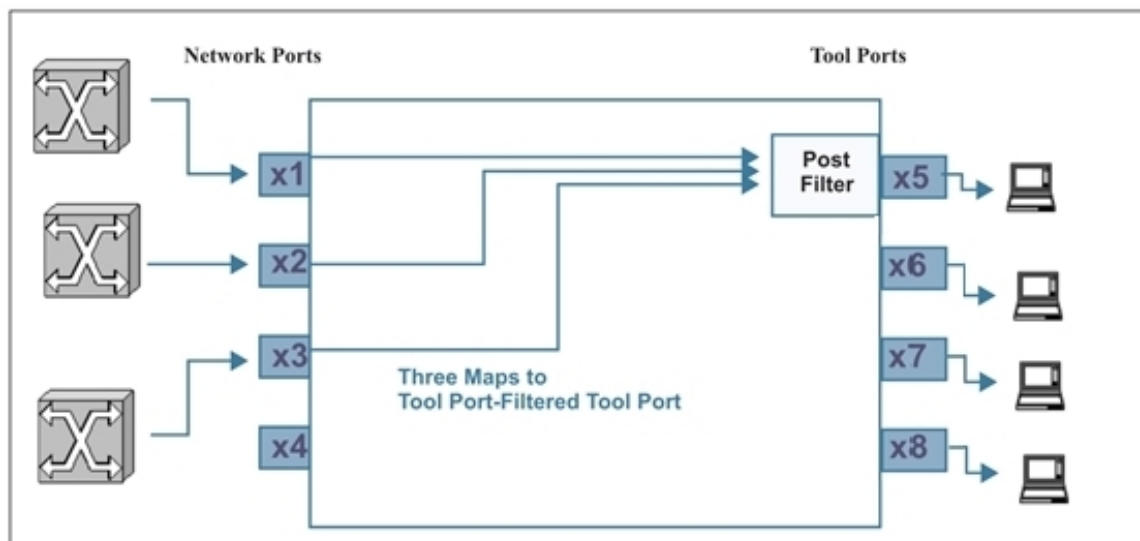 Network Ports
Tool Ports
x1
x2
x3
x4
Three Maps to
Tool Port-Filtered Tool Port
Post
Filter
x5
x6
x7
x8